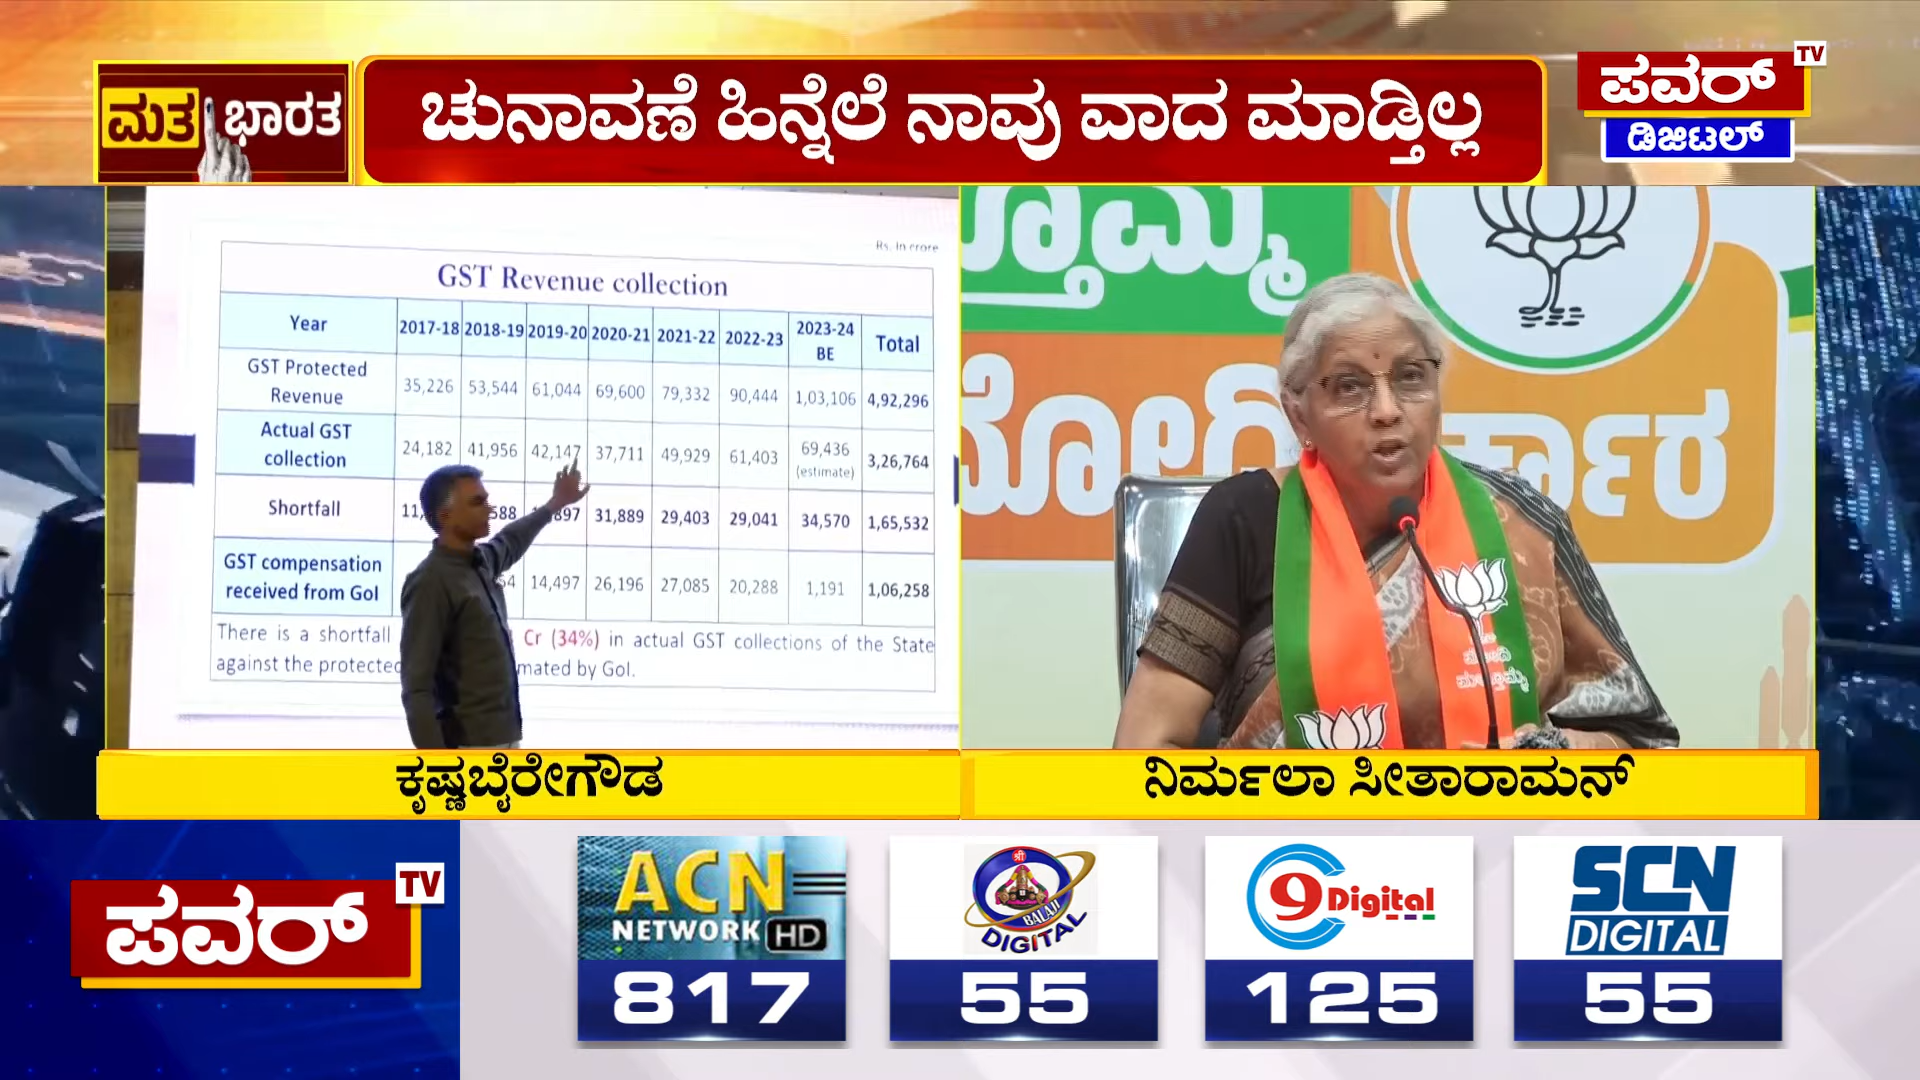 ಮತ ಭಾರತ
ಚುನಾವಣೆ ಹಿನ್ನೆಲೆ ನಾವು ವಾದ ಮಾಡ್ತಿಲ್ಲ
ಪವರ್ TV
ಡಿಜಿಟಲ್
Rs. In crore
GST Revenue collection
Year 2017-18 2018-19 2019-20 2020-21 2021-22 2022-23 2023-24 BE Total
GST Protected Revenue 35,226 53,544 61,044 69,600 79,332 90,444 1,03,106 4,92,296
Actual GST collection 24,182 41,956 42,147 37,711 49,929 61,403 69,436 (estimate) 3,26,764
Shortfall 11, 588 897 31,889 29,403 29,041 34,570 1,65,532
GST compensation received from GoI 54 14,497 26,196 27,085 20,288 1,191 1,06,258
There is a shortfall Cr (34%) in actual GST collections of the State
against the protected mated by GoI.
ತ್ತೊಮ್ಮೆ
ಮೋದಿ ರ್ಕಾರ
ಮೋದಿ
ಮತ್ತೊಮ್ಮೆ
ಕೃಷ್ಣಬೈರೇಗೌಡ
ನಿರ್ಮಲಾ ಸೀತಾರಾಮನ್
ಪವರ್ TV
ACN
NETWORK HD
817
श्री
BALAJI
DIGITAL
55
C9 Digital
125
SCN
DIGITAL
55